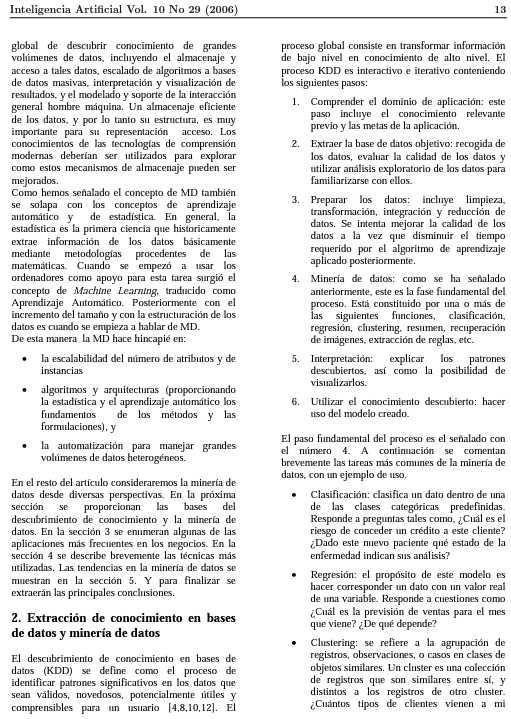 Inteligencia Artificial Vol. 10 No 29 (2006) 13
global de descubrir conocimiento de grandes
volúmenes de datos, incluyendo el almacenaje y
acceso a tales datos, escalado de algoritmos a bases
de datos masivas, interpretación y visualización de
resultados, y el modelado y soporte de la interacción
general hombre máquina. Un almacenaje eficiente
de los datos, y por lo tanto su estructura, es muy
importante para su representación acceso. Los
conocimientos de las tecnologías de comprensión
modernas deberían ser utilizados para explorar
como estos mecanismos de almacenaje pueden ser
mejorados.
Como hemos señalado el concepto de MD también
se solapa con los conceptos de aprendizaje
automático y de estadística. En general, la
estadística es la primera ciencia que historicamente
extrae información de los datos básicamente
mediante metodologías procedentes de las
matemáticas. Cuando se empezó a usar los
ordenadores como apoyo para esta tarea surgió el
concepto de Machine Learning, traducido como
Aprendizaje Automático. Posteriormente con el
incremento del tamaño y con la estructuración de los
datos es cuando se empieza a hablar de MD.
De esta manera la MD hace hincapié en:
• la escalabilidad del número de atributos y de
instancias
• algoritmos y arquitecturas (proporcionando
la estadística y el aprendizaje automático los
fundamentos de los métodos y las
formulaciones), y
• la automatización para manejar grandes
volúmenes de datos heterogéneos.
En el resto del artículo consideraremos la minería de
datos desde diversas perspectivas. En la próxima
sección se proporcionan las bases del
descubrimiento de conocimiento y la minería de
datos. En la sección 3 se enumeran algunas de las
aplicaciones más frecuentes en los negocios. En la
sección 4 se describe brevemente las técnicas más
utilizadas. Las tendencias en la minería de datos se
muestran en la sección 5. Y para finalizar se
extraerán las principales conclusiones.
2. Extracción de conocimiento en bases
de datos y minería de datos
El descubrimiento de conocimiento en bases de
datos (KDD) se define como el proceso de
identificar patrones significativos en los datos que
sean válidos, novedosos, potencialmente útiles y
comprensibles para un usuario [4,8,10,12]. El
proceso global consiste en transformar información
de bajo nivel en conocimiento de alto nivel. El
proceso KDD es interactivo e iterativo conteniendo
los siguientes pasos:
1. Comprender el dominio de aplicación: este
paso incluye el conocimiento relevante
previo y las metas de la aplicación.
2. Extraer la base de datos objetivo: recogida de
los datos, evaluar la calidad de los datos y
utilizar análisis exploratorio de los datos para
familiarizarse con ellos.
3. Preparar los datos: incluye limpieza,
transformación, integración y reducción de
datos. Se intenta mejorar la calidad de los
datos a la vez que disminuir el tiempo
requerido por el algoritmo de aprendizaje
aplicado posteriormente.
4. Minería de datos: como se ha señalado
anteriormente, este es la fase fundamental del
proceso. Está constituido por una o más de
las siguientes funciones, clasificación,
regresión, clustering, resumen, recuperación
de imágenes, extracción de reglas, etc.
5. Interpretación: explicar los patrones
descubiertos, así como la posibilidad de
visualizarlos.
6. Utilizar el conocimiento descubierto: hacer
uso del modelo creado.
El paso fundamental del proceso es el señalado con
el número 4. A continuación se comentan
brevemente las tareas más comunes de la minería de
datos, con un ejemplo de uso.
• Clasificación: clasifica un dato dentro de una
de las clases categóricas predefinidas.
Responde a preguntas tales como, ¿Cuál es el
riesgo de conceder un crédito a este cliente?
¿Dado este nuevo paciente qué estado de la
enfermedad indican sus análisis?
• Regresión: el propósito de este modelo es
hacer corresponder un dato con un valor real
de una variable. Responde a cuestiones como
¿Cuál es la previsión de ventas para el mes
que viene? ¿De qué depende?
• Clustering: se refiere a la agrupación de
registros, observaciones, o casos en clases de
objetos similares. Un cluster es una colección
de registros que son similares entre sí, y
distintos a los registros de otro cluster.
¿Cuántos tipos de clientes vienen a mi